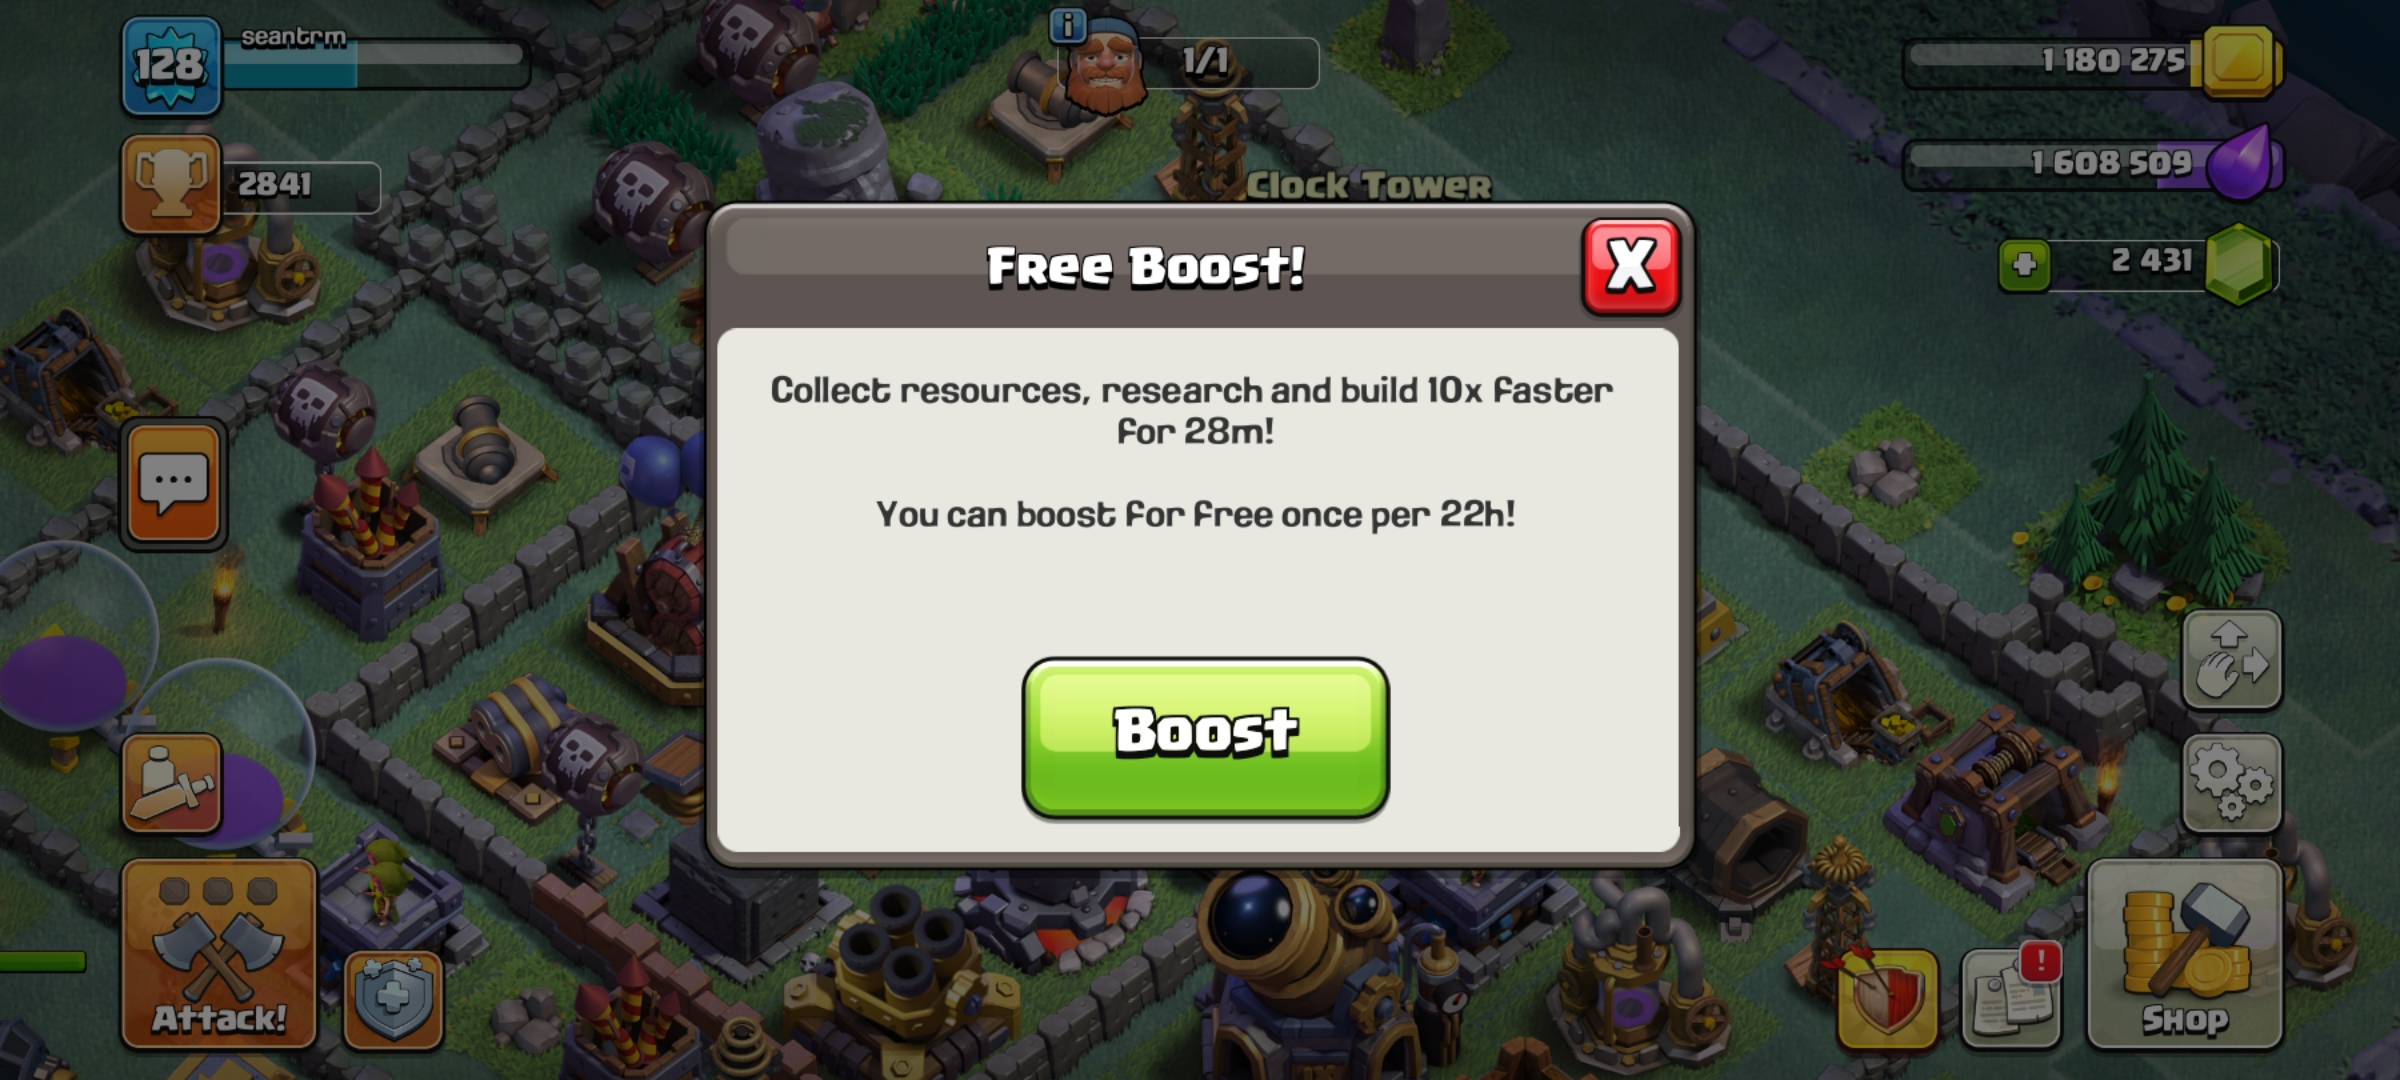 128
seantrm
1/1
1 180 275
2841
1 608 509
Clock Tower
2 431
Free Boost!
X
Collect resources, research and build 10x faster
for 28m!
You can boost for free once per 22h!
Boost
Attack!
!
Shop